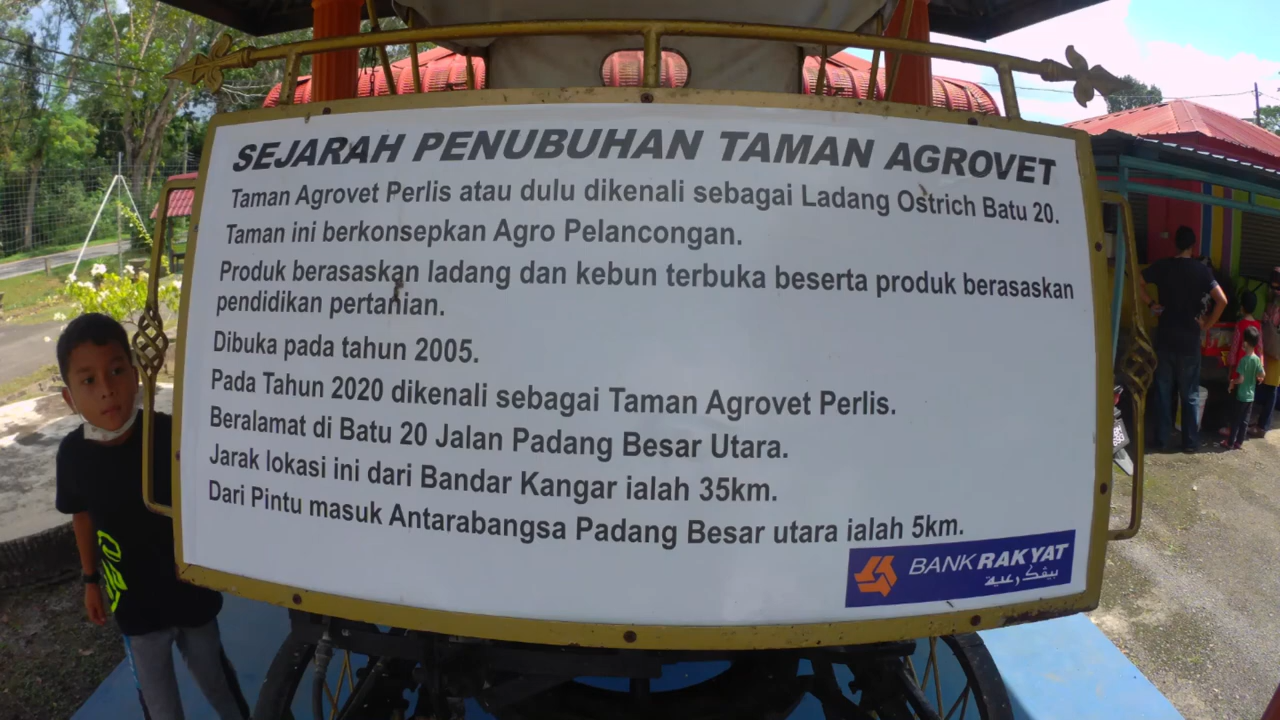 SEJARAH PENUBUHAN TAMAN AGROVET
Taman Agrovet Perlis atau dulu dikenali sebagai Ladang Ostrich Batu 20.
Taman ini berkonsepkan Agro Pelancongan.
Produk berasaskan ladang dan kebun terbuka beserta produk berasaskan
pendidikan pertanian.
Dibuka pada tahun 2005.
Pada Tahun 2020 dikenali sebagai Taman Agrovet Perlis.
Beralamat di Batu 20 Jalan Padang Besar Utara.
Jarak lokasi ini dari Bandar Kangar ialah 35km.
Dari Pintu masuk Antarabangsa Padang Besar utara ialah 5km.
BANK RAKYAT
بيڤك رعية